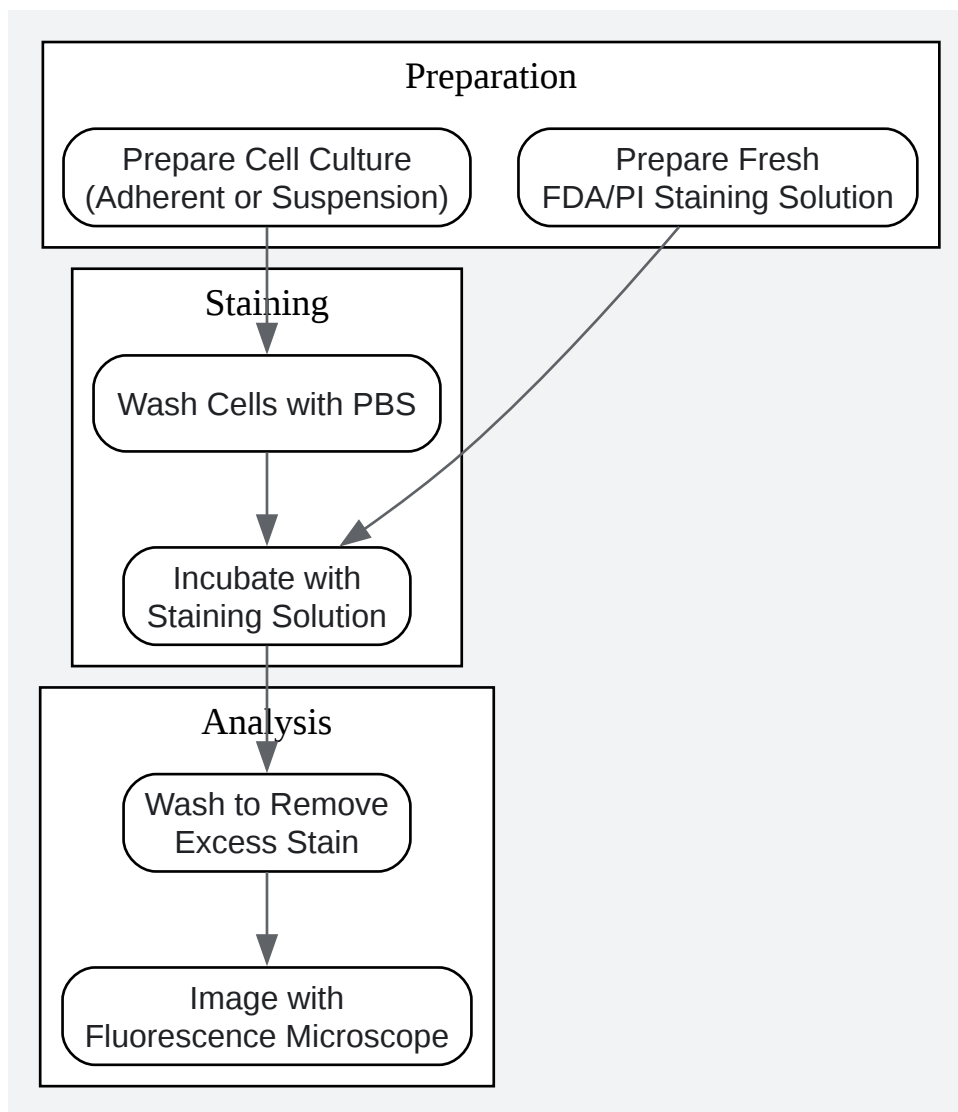 Preparation
Prepare Cell Culture
(Adherent or Suspension)
Prepare Fresh
FDA/PI Staining Solution
Staining
Wash Cells with PBS
Incubate with
Staining Solution
Analysis
Wash to Remove
Excess Stain
Image with
Fluorescence Microscope